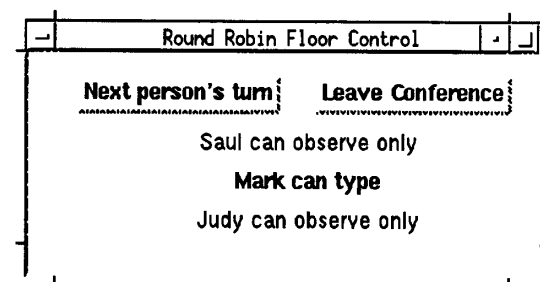 Round Robin Floor Control
Next person's turn Leave Conference
Saul can observe only
Mark can type
Judy can observe only